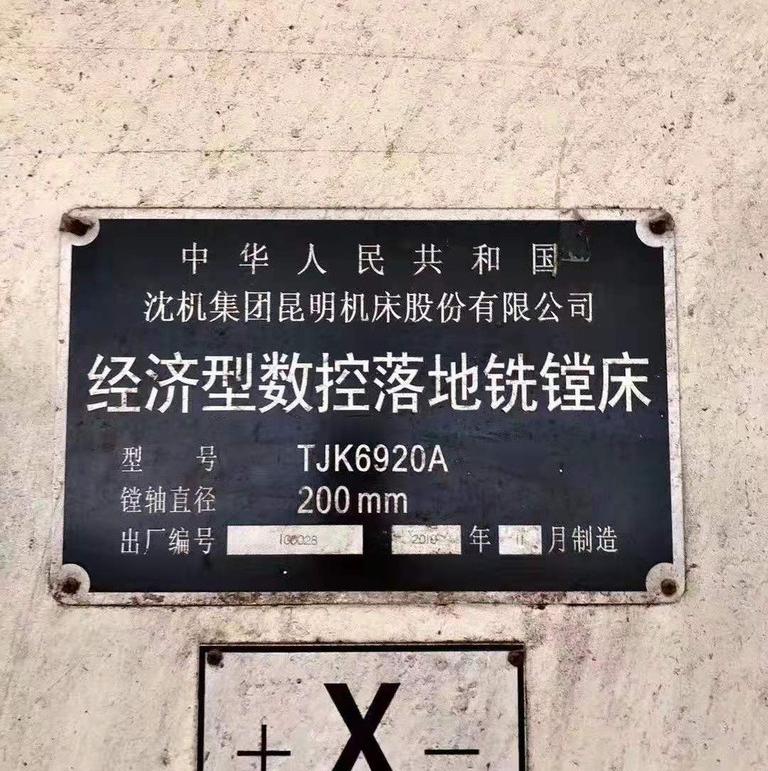 中华人民共和国
沈机集团昆明机床股份有限公司
经济型数控落地铣镗床
型 号 TJK6920A
镗轴直径 200mm
出厂编号 年 11 月制造
X
+ −